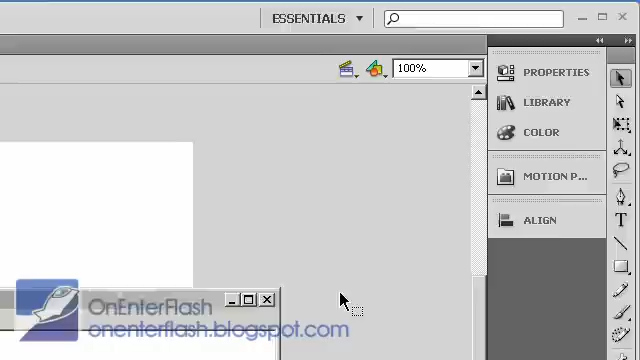 ESSENTIALS
100%
PROPERTIES
LIBRARY
COLOR
MOTION P...
ALIGN
T
OnEnterFlash
onenterflash.blogspot.com